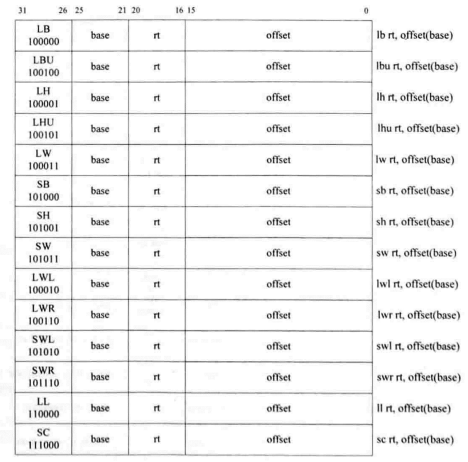 31 26 25 21 20 16 15 0
LB
100000 base rt offset lb rt, offset(base)
LBU
100100 base rt offset lbu rt, offset(base)
LH
100001 base rt offset lh rt, offset(base)
LHU
100101 base rt offset lhu rt, offset(base)
LW
100011 base rt offset lw rt, offset(base)
SB
101000 base rt offset sb rt, offset(base)
SH
101001 base rt offset sh rt, offset(base)
SW
101011 base rt offset sw rt, offset(base)
LWL
100010 base rt offset lwl rt, offset(base)
LWR
100110 base rt offset lwr rt, offset(base)
SWL
101010 base rt offset swl rt, offset(base)
SWR
101110 base rt offset swr rt, offset(base)
LL
110000 base rt offset ll rt, offset(base)
SC
111000 base rt offset sc rt, offset(base)